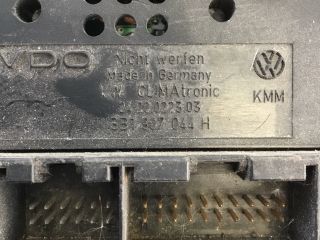 VDO
Nicht werfen
Made in Germany
CLIMAtronic
KMM
3B1 907 044 H